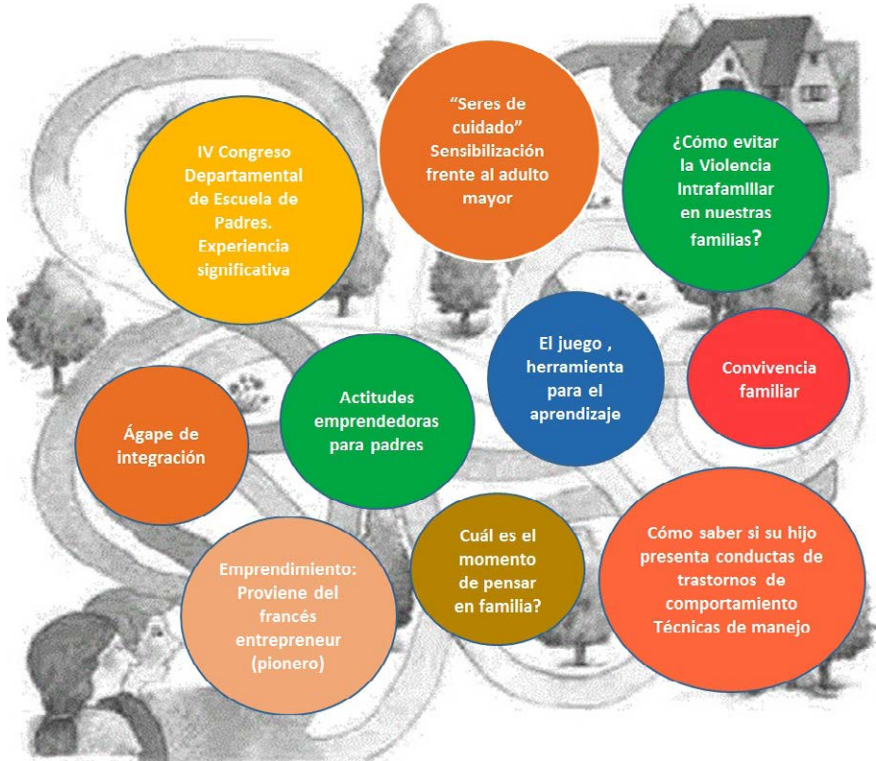 IV Congreso
Departamental
de Escuela de
Padres.
Experiencia
significativa
“Seres de
cuidado”
Sensibilización
frente al adulto
mayor
¿Cómo evitar
la Violencia
Intrafamlllar
en nuestras
familias?
Ágape de
integración
Actitudes
emprendedoras
para padres
El juego ,
herramienta
para el
aprendizaje
Convivencia
familiar
Emprendimiento:
Proviene del
francés
entrepreneur
(pionero)
Cuál es el
momento
de pensar
en familia?
Cómo saber si su hijo
presenta conductas de
trastornos de
comportamiento
Técnicas de manejo